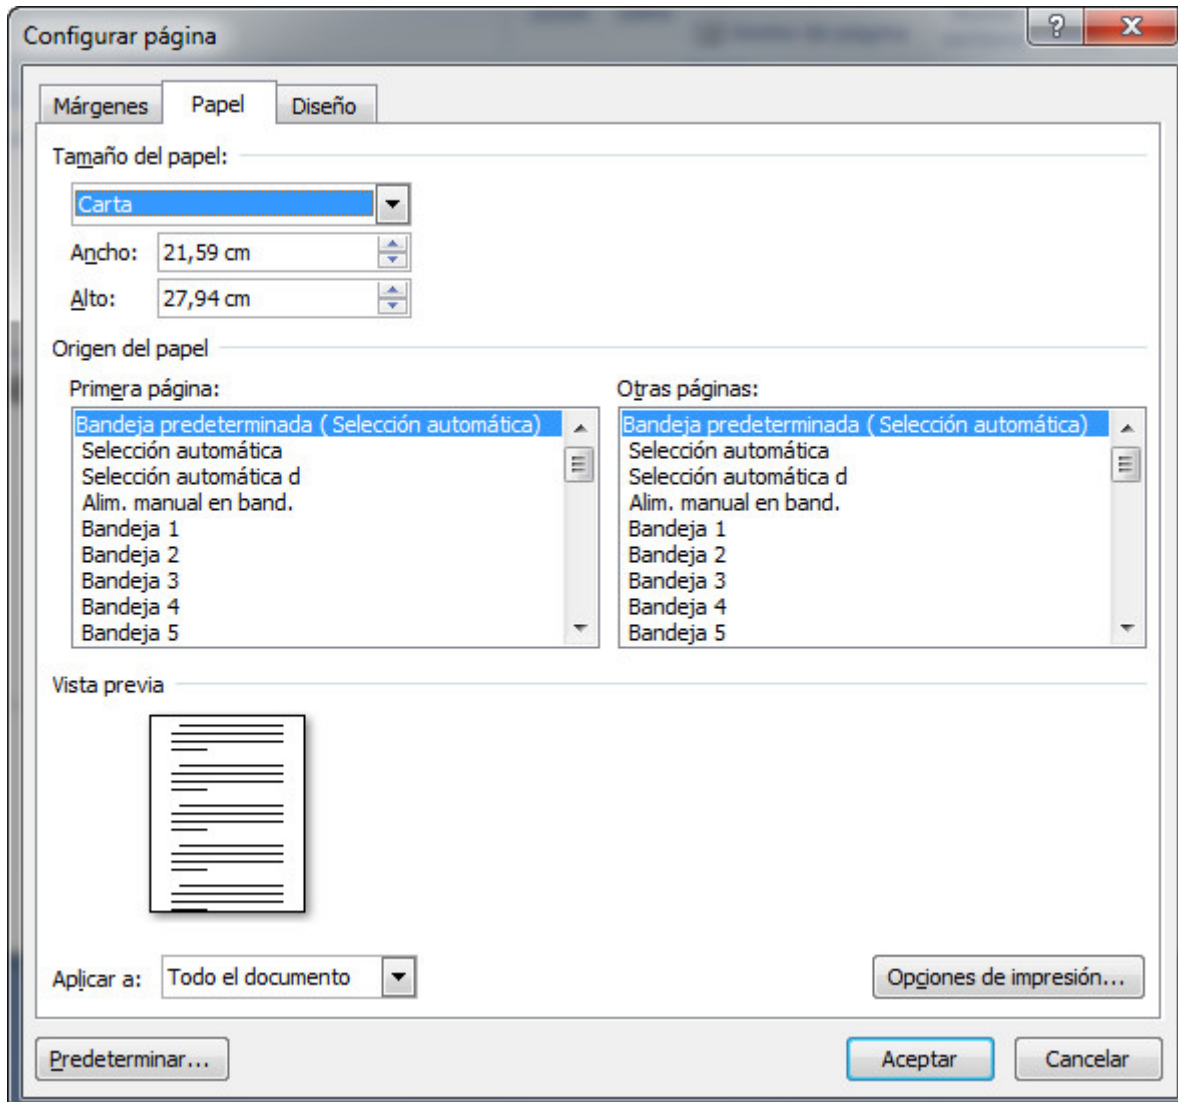 Configurar página
Márgenes Papel Diseño
Tamaño del papel:
Carta
Ancho: 21,59 cm
Alto: 27,94 cm
Origen del papel
Primera página:
Bandeja predeterminada ( Selección automática)
Selección automática
Selección automática d
Alim. manual en band.
Bandeja 1
Bandeja 2
Bandeja 3
Bandeja 4
Bandeja 5
Otras páginas:
Bandeja predeterminada ( Selección automática)
Selección automática
Selección automática d
Alim. manual en band.
Bandeja 1
Bandeja 2
Bandeja 3
Bandeja 4
Bandeja 5
Vista previa
Aplicar a: Todo el documento
Opciones de impresión...
Predeterminar...
Aceptar
Cancelar